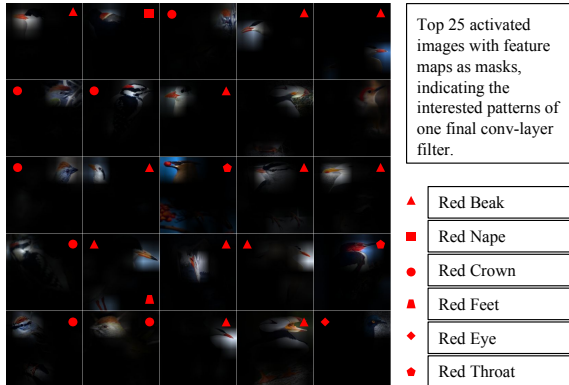 Top 25 activated
images with feature
maps as masks,
indicating the
interested patterns of
one final conv-layer
filter.
Red Beak
Red Nape
Red Crown
Red Feet
Red Eye
Red Throat